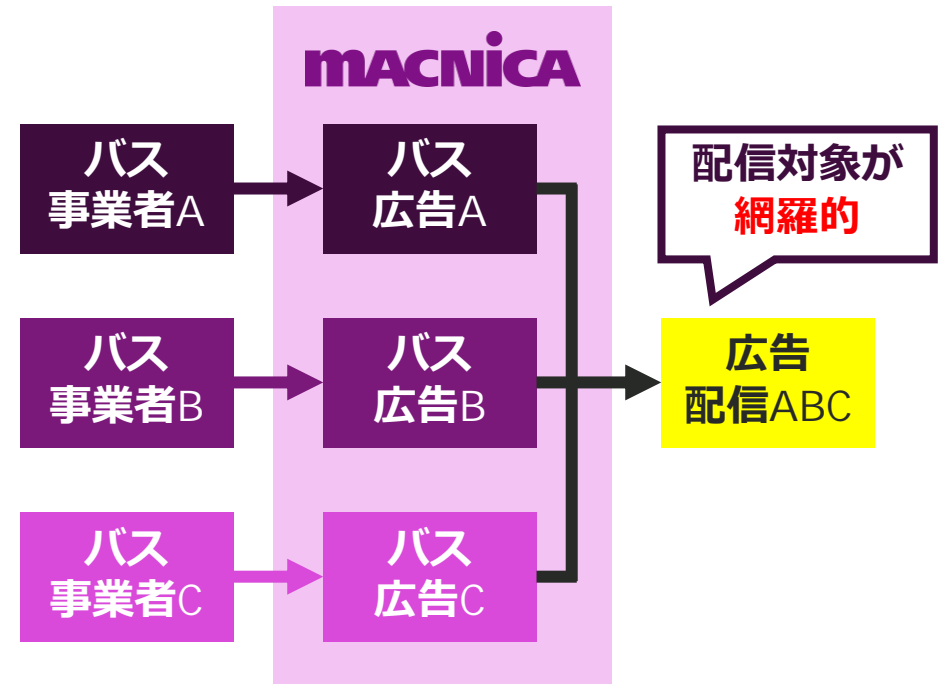 macnica
バス
事業者A
バス
広告A
配信対象が
網羅的
バス
事業者B
バス
広告B
広告
配信ABC
バス
事業者C
バス
広告C